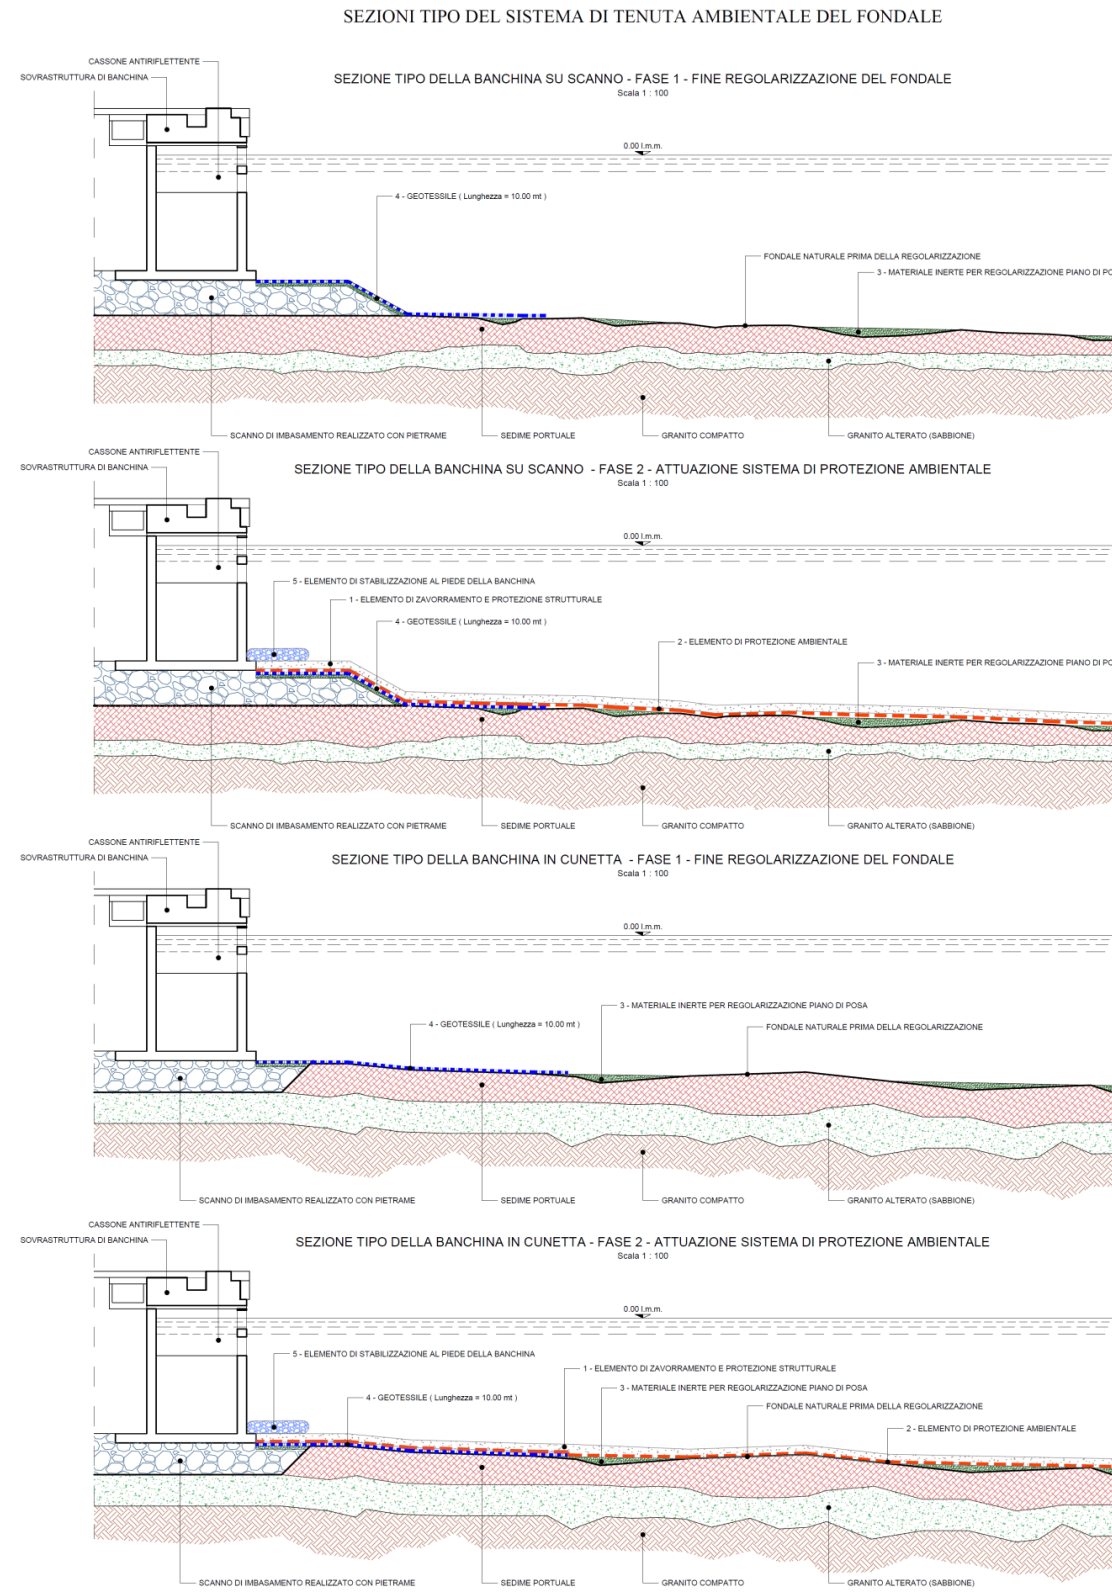 SEZIONI TIPO DEL SISTEMA DI TENUTA AMBIENTALE DEL FONDALE
CASSONE ANTIRIFLETTENTE
SOVRASTRUTTURA DI BANCHINA
SEZIONE TIPO DELLA BANCHINA SU SCANNO - FASE 1 - FINE REGOLARIZZAZIONE DEL FONDALE
Scala 1 : 100
0.00 l.m.m.
4 - GEOTESSILE ( Lunghezza = 10.00 mt )
FONDALE NATURALE PRIMA DELLA REGOLARIZZAZIONE
3 - MATERIALE INERTE PER REGOLARIZZAZIONE PIANO DI PO
SCANNO DI IMBASAMENTO REALIZZATO CON PIETRAME
SEDIME PORTUALE
GRANITO COMPATTO
GRANITO ALTERATO (SABBIONE)
CASSONE ANTIRIFLETTENTE
SOVRASTRUTTURA DI BANCHINA
SEZIONE TIPO DELLA BANCHINA SU SCANNO - FASE 2 - ATTUAZIONE SISTEMA DI PROTEZIONE AMBIENTALE
Scala 1 : 100
0.00 l.m.m.
5 - ELEMENTO DI STABILIZZAZIONE AL PIEDE DELLA BANCHINA
1 - ELEMENTO DI ZAVORRAMENTO E PROTEZIONE STRUTTURALE
4 - GEOTESSILE ( Lunghezza = 10.00 mt )
2 - ELEMENTO DI PROTEZIONE AMBIENTALE
3 - MATERIALE INERTE PER REGOLARIZZAZIONE PIANO DI PO
SCANNO DI IMBASAMENTO REALIZZATO CON PIETRAME
SEDIME PORTUALE
GRANITO COMPATTO
GRANITO ALTERATO (SABBIONE)
CASSONE ANTIRIFLETTENTE
SOVRASTRUTTURA DI BANCHINA
SEZIONE TIPO DELLA BANCHINA IN CUNETTA - FASE 1 - FINE REGOLARIZZAZIONE DEL FONDALE
Scala 1 : 100
0.00 l.m.m.
3 - MATERIALE INERTE PER REGOLARIZZAZIONE PIANO DI POSA
4 - GEOTESSILE ( Lunghezza = 10.00 mt )
FONDALE NATURALE PRIMA DELLA REGOLARIZZAZIONE
SCANNO DI IMBASAMENTO REALIZZATO CON PIETRAME
SEDIME PORTUALE
GRANITO COMPATTO
GRANITO ALTERATO (SABBIONE)
CASSONE ANTIRIFLETTENTE
SOVRASTRUTTURA DI BANCHINA
SEZIONE TIPO DELLA BANCHINA IN CUNETTA - FASE 2 - ATTUAZIONE SISTEMA DI PROTEZIONE AMBIENTALE
Scala 1 : 100
0.00 l.m.m.
5 - ELEMENTO DI STABILIZZAZIONE AL PIEDE DELLA BANCHINA
1 - ELEMENTO DI ZAVORRAMENTO E PROTEZIONE STRUTTURALE
3 - MATERIALE INERTE PER REGOLARIZZAZIONE PIANO DI POSA
4 - GEOTESSILE ( Lunghezza = 10.00 mt )
FONDALE NATURALE PRIMA DELLA REGOLARIZZAZIONE
2 - ELEMENTO DI PROTEZIONE AMBIENTALE
SCANNO DI IMBASAMENTO REALIZZATO CON PIETRAME
SEDIME PORTUALE
GRANITO COMPATTO
GRANITO ALTERATO (SABBIONE)